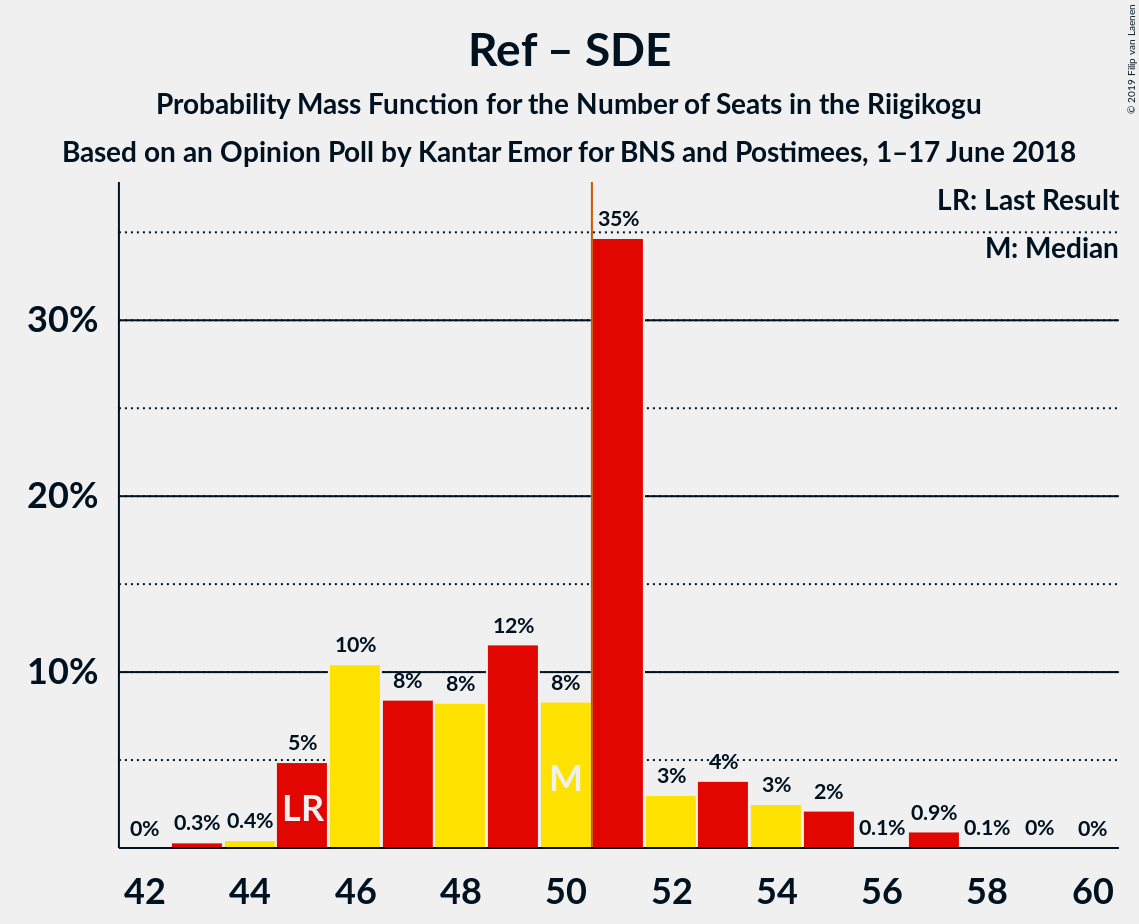 Ref – SDE
Probability Mass Function for the Number of Seats in the Riigikogu
Based on an Opinion Poll by Kantar Emor for BNS and Postimees, 1–17 June 2018
© 2019 Filip van Laenen
LR: Last Result
M: Median
30%
20%
10%
0%
0.3%
0.4%
5%
10%
8%
8%
12%
8%
35%
3%
4%
3%
2%
0.1%
0.9%
0.1%
0%
0%
LR
M
42 44 46 48 50 52 54 56 58 60